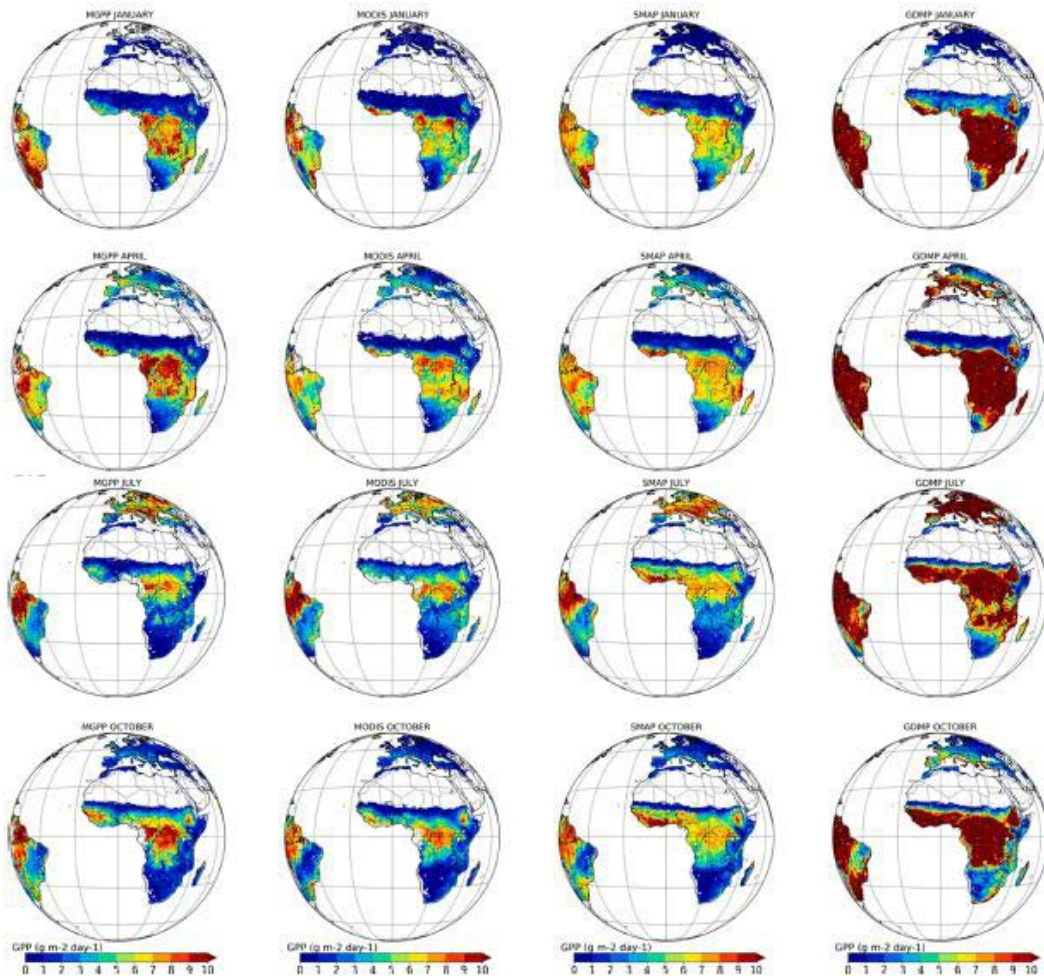 MGPP JANUARY
MODIS JANUARY
SMAP JANUARY
GDMP JANUARY
MGPP APRIL
MODIS APRIL
SMAP APRIL
GDMP APRIL
MGPP JULY
MODIS JULY
SMAP JULY
GDMP JULY
MGPP OCTOBER
MODIS OCTOBER
SMAP OCTOBER
GDMP OCTOBER
GPP (g m-2 day-1)
0 1 2 3 4 5 6 7 8 9 10
GPP (g m-2 day-1)
0 1 2 3 4 5 6 7 8 9 10
GPP (g m-2 day-1)
0 1 2 3 4 5 6 7 8 9 10
GPP (g m-2 day-1)
0 1 2 3 4 5 6 7 8 9 10